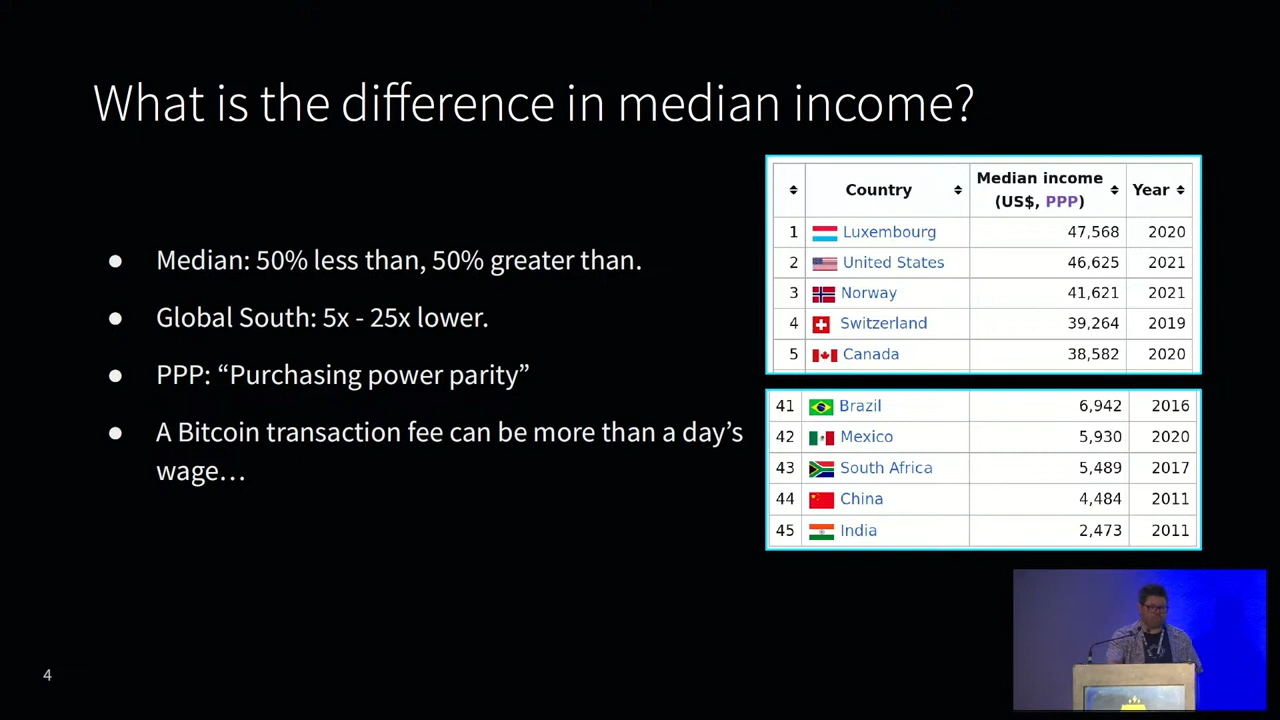 What is the difference in median income?
● Median: 50% less than, 50% greater than.
● Global South: 5x - 25x lower.
● PPP: “Purchasing power parity”
● A Bitcoin transaction fee can be more than a day’s
wage…
Country Median income (US$, PPP) Year
1 Luxembourg 47,568 2020
2 United States 46,625 2021
3 Norway 41,621 2021
4 Switzerland 39,264 2019
5 Canada 38,582 2020
41 Brazil 6,942 2016
42 Mexico 5,930 2020
43 South Africa 5,489 2017
44 China 4,484 2011
45 India 2,473 2011
4